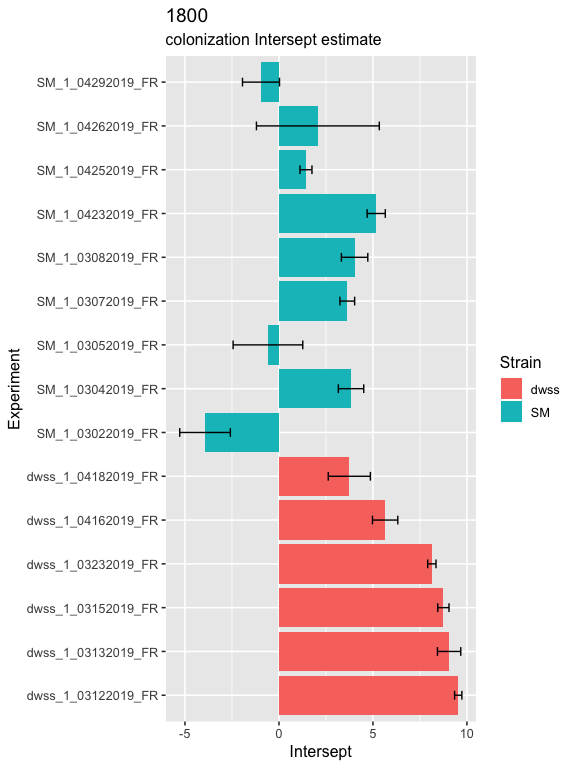 1800
colonization Intersept estimate
SM_1_04292019_FR
SM_1_04262019_FR
SM_1_04252019_FR
SM_1_04232019_FR
SM_1_03082019_FR
SM_1_03072019_FR
SM_1_03052019_FR
SM_1_03042019_FR
SM_1_03022019_FR
dwss_1_04182019_FR
dwss_1_04162019_FR
dwss_1_03232019_FR
dwss_1_03152019_FR
dwss_1_03132019_FR
dwss_1_03122019_FR
Experiment
-5 0 5 10
Intersept
Strain
dwss
SM